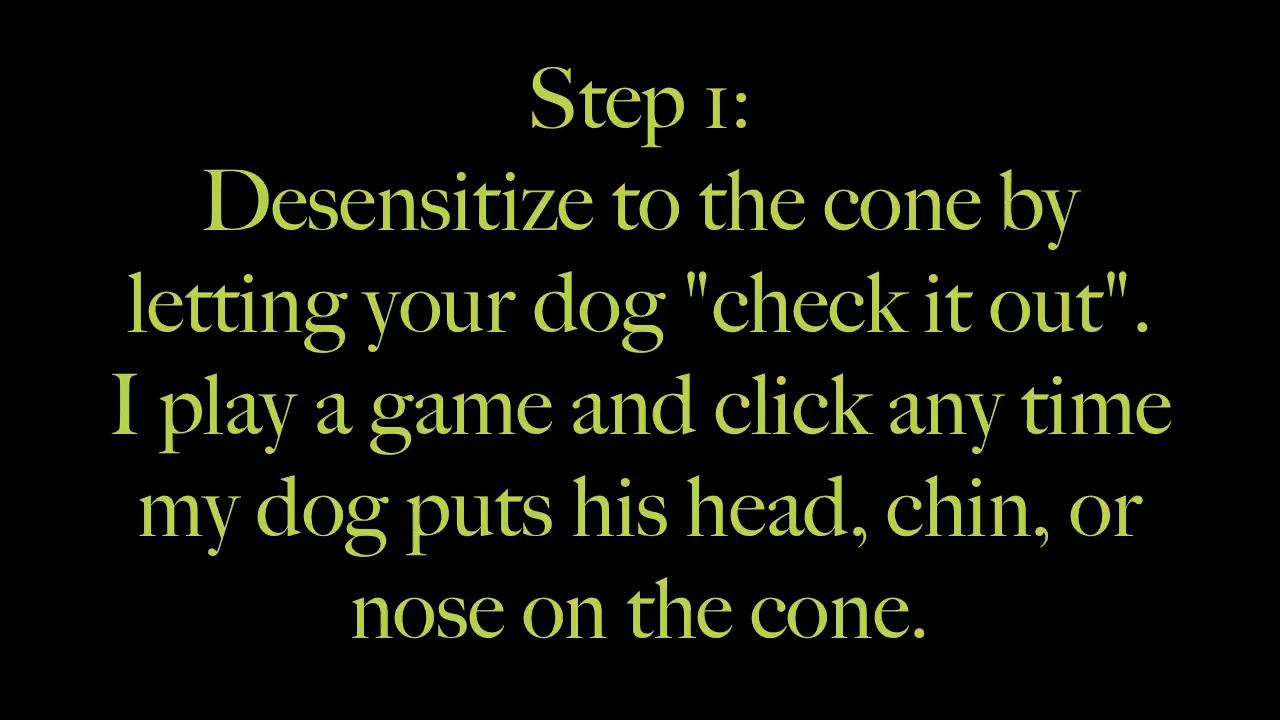 Step 1:
Desensitize to the cone by
letting your dog "check it out".
I play a game and click any time
my dog puts his head, chin, or
nose on the cone.